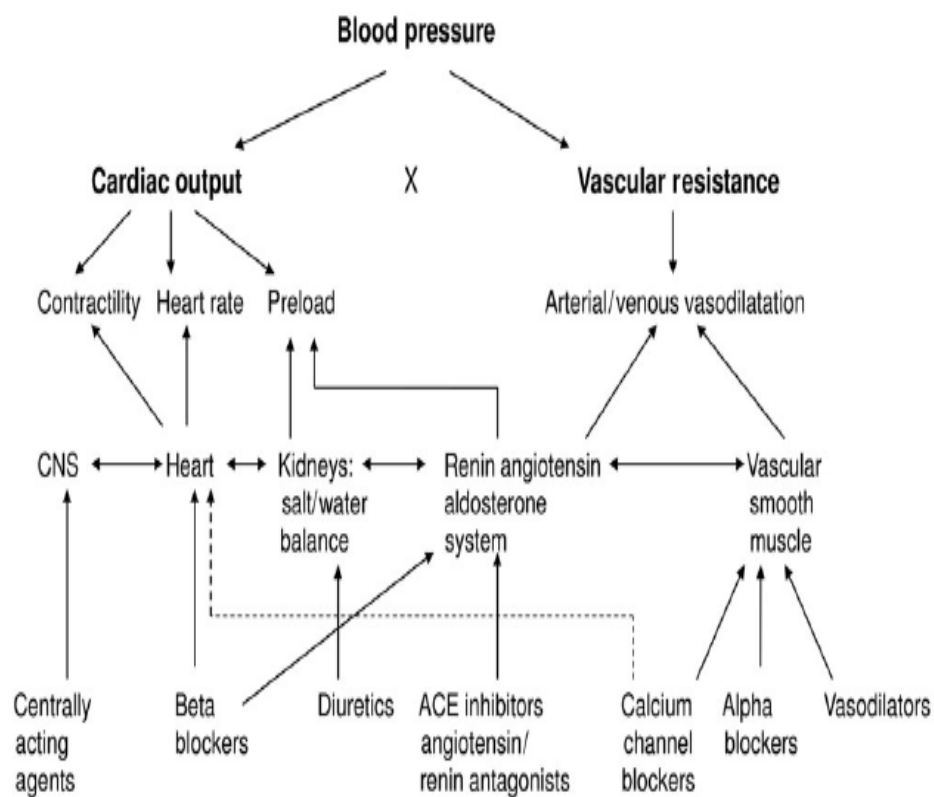 Blood pressure
Cardiac output X Vascular resistance
Contractility Heart rate Preload Arterial/venous vasodilatation
CNS Heart Kidneys: Renin angiotensin Vascular
salt/water aldosterone smooth
balance system muscle
Centrally Beta Diuretics ACE inhibitors Calcium Alpha Vasodilators
acting blockers angiotensin/ channel blockers
agents renin antagonists blockers